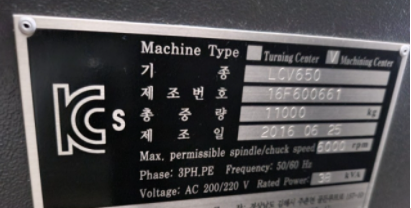 Machine Type Turning Center V Machining Center
기 종 LCV650
제 조 번 호 16F600661
총 중 량 11000 kg
제 조 일 2016 06 25
Max. permissible spindle/chuck speed 8000 rpm
Phase: 3PH.PE Frequency: 50/60 Hz
Voltage: AC 200/220 V Rated Power: kVA
KCs